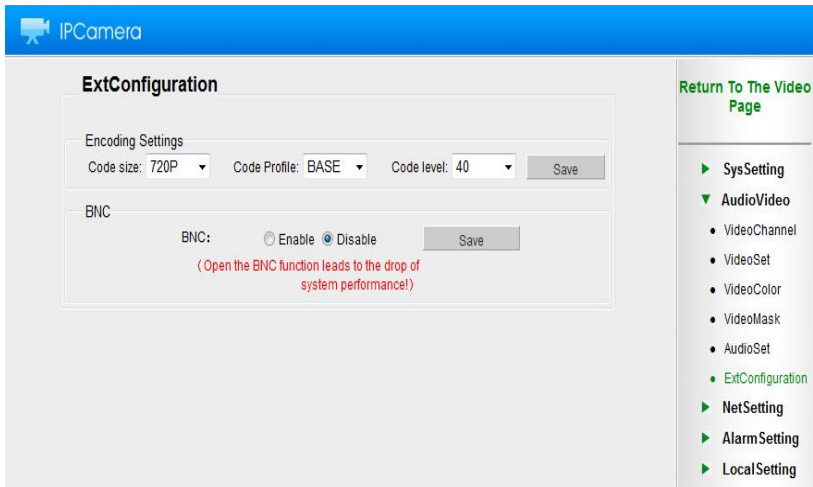 IPCamera
ExtConfiguration
Encoding Settings
Code size: 720P Code Profile: BASE Code level: 40 Save
BNC
BNC: Enable Disable Save
(Open the BNC function leads to the drop of
system performance!)
Return To The Video
Page
SysSetting
AudioVideo
VideoChannel
VideoSet
VideoColor
VideoMask
AudioSet
ExtConfiguration
NetSetting
AlarmSetting
LocalSetting